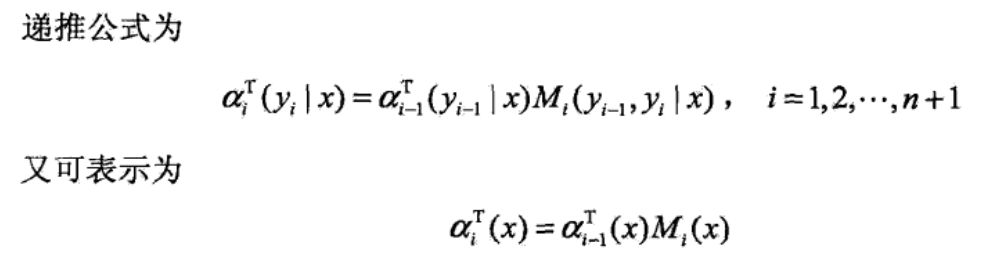 递推公式为
α_i^T(y_i|x)=α_{i-1}^T(y_{i-1}|x)M_i(y_{i-1},y_i|x)， i=1,2,⋯,n+1
又可表示为
α_i^T(x)=α_{i-1}^T(x)M_i(x)